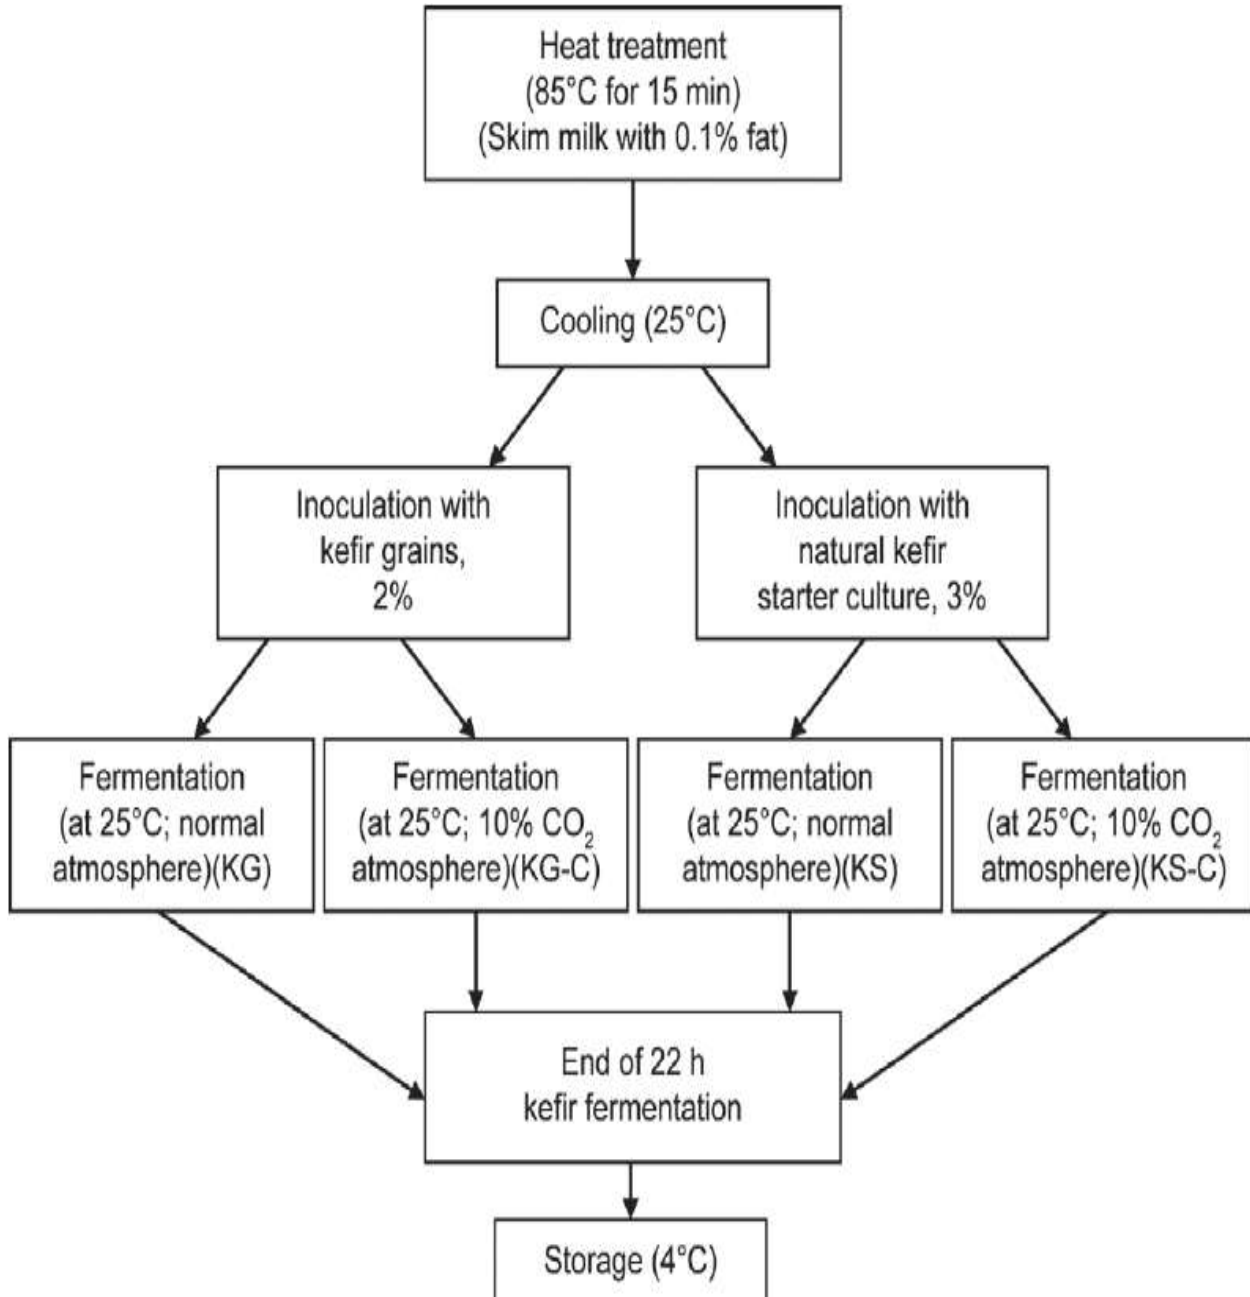 Heat treatment
(85°C for 15 min)
(Skim milk with 0.1% fat)
Cooling (25°C)
Inoculation with
kefir grains,
2%
Inoculation with
natural kefir
starter culture, 3%
Fermentation
(at 25°C; normal
atmosphere)(KG)
Fermentation
(at 25°C; 10% CO₂
atmosphere)(KG-C)
Fermentation
(at 25°C; normal
atmosphere)(KS)
Fermentation
(at 25°C; 10% CO₂
atmosphere)(KS-C)
End of 22 h
kefir fermentation
Storage (4°C)